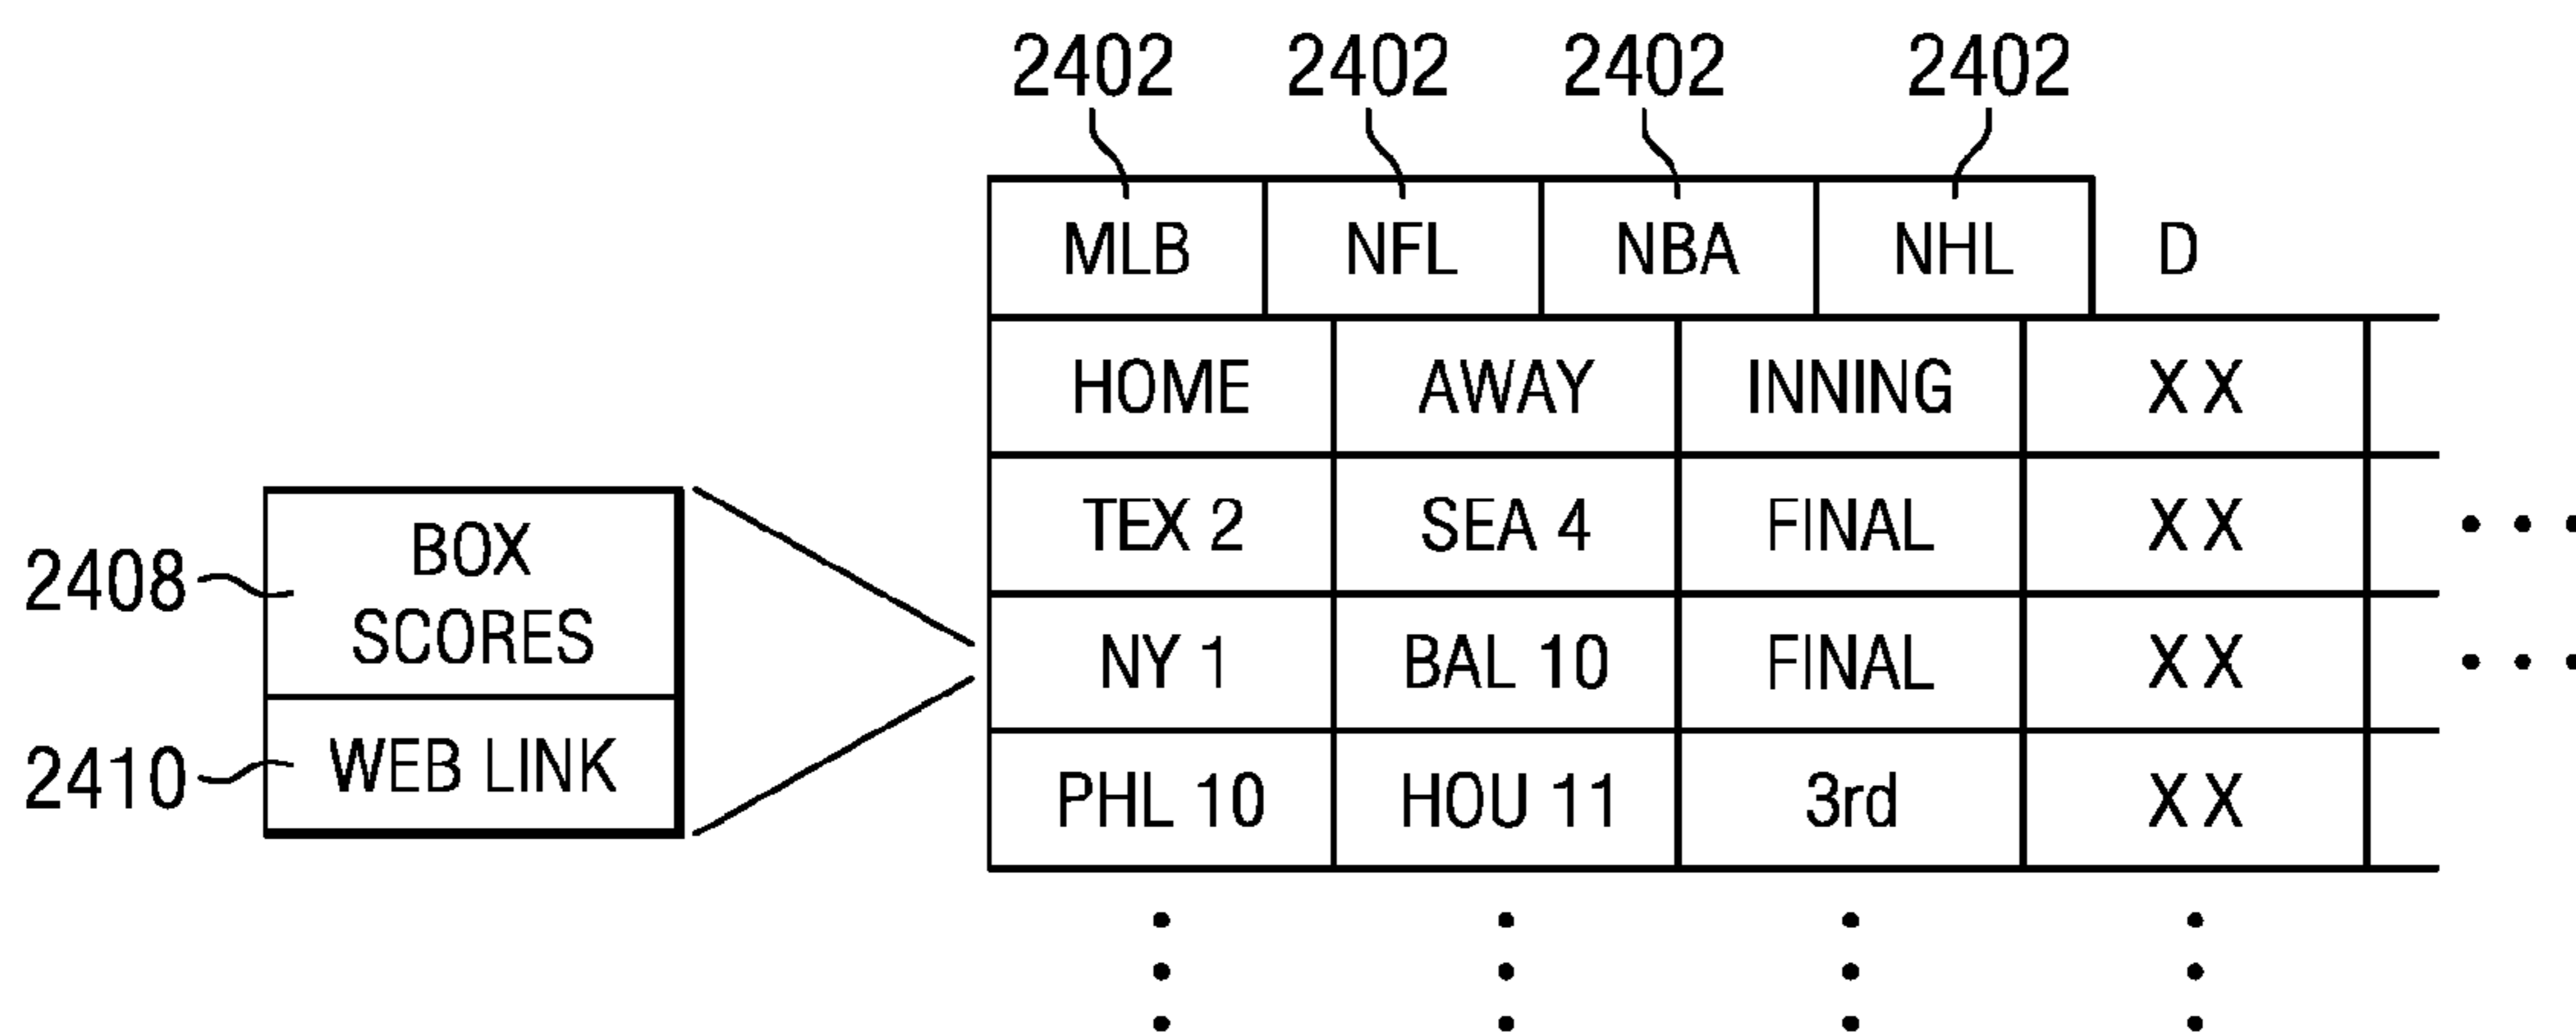 2402 2402 2402 2402
MLB NFL NBA NHL D
HOME AWAY INNING X X
TEX 2 SEA 4 FINAL X X
NY 1 BAL 10 FINAL X X
PHL 10 HOU 11 3rd X X
2408
BOX
SCORES
2410
WEB LINK